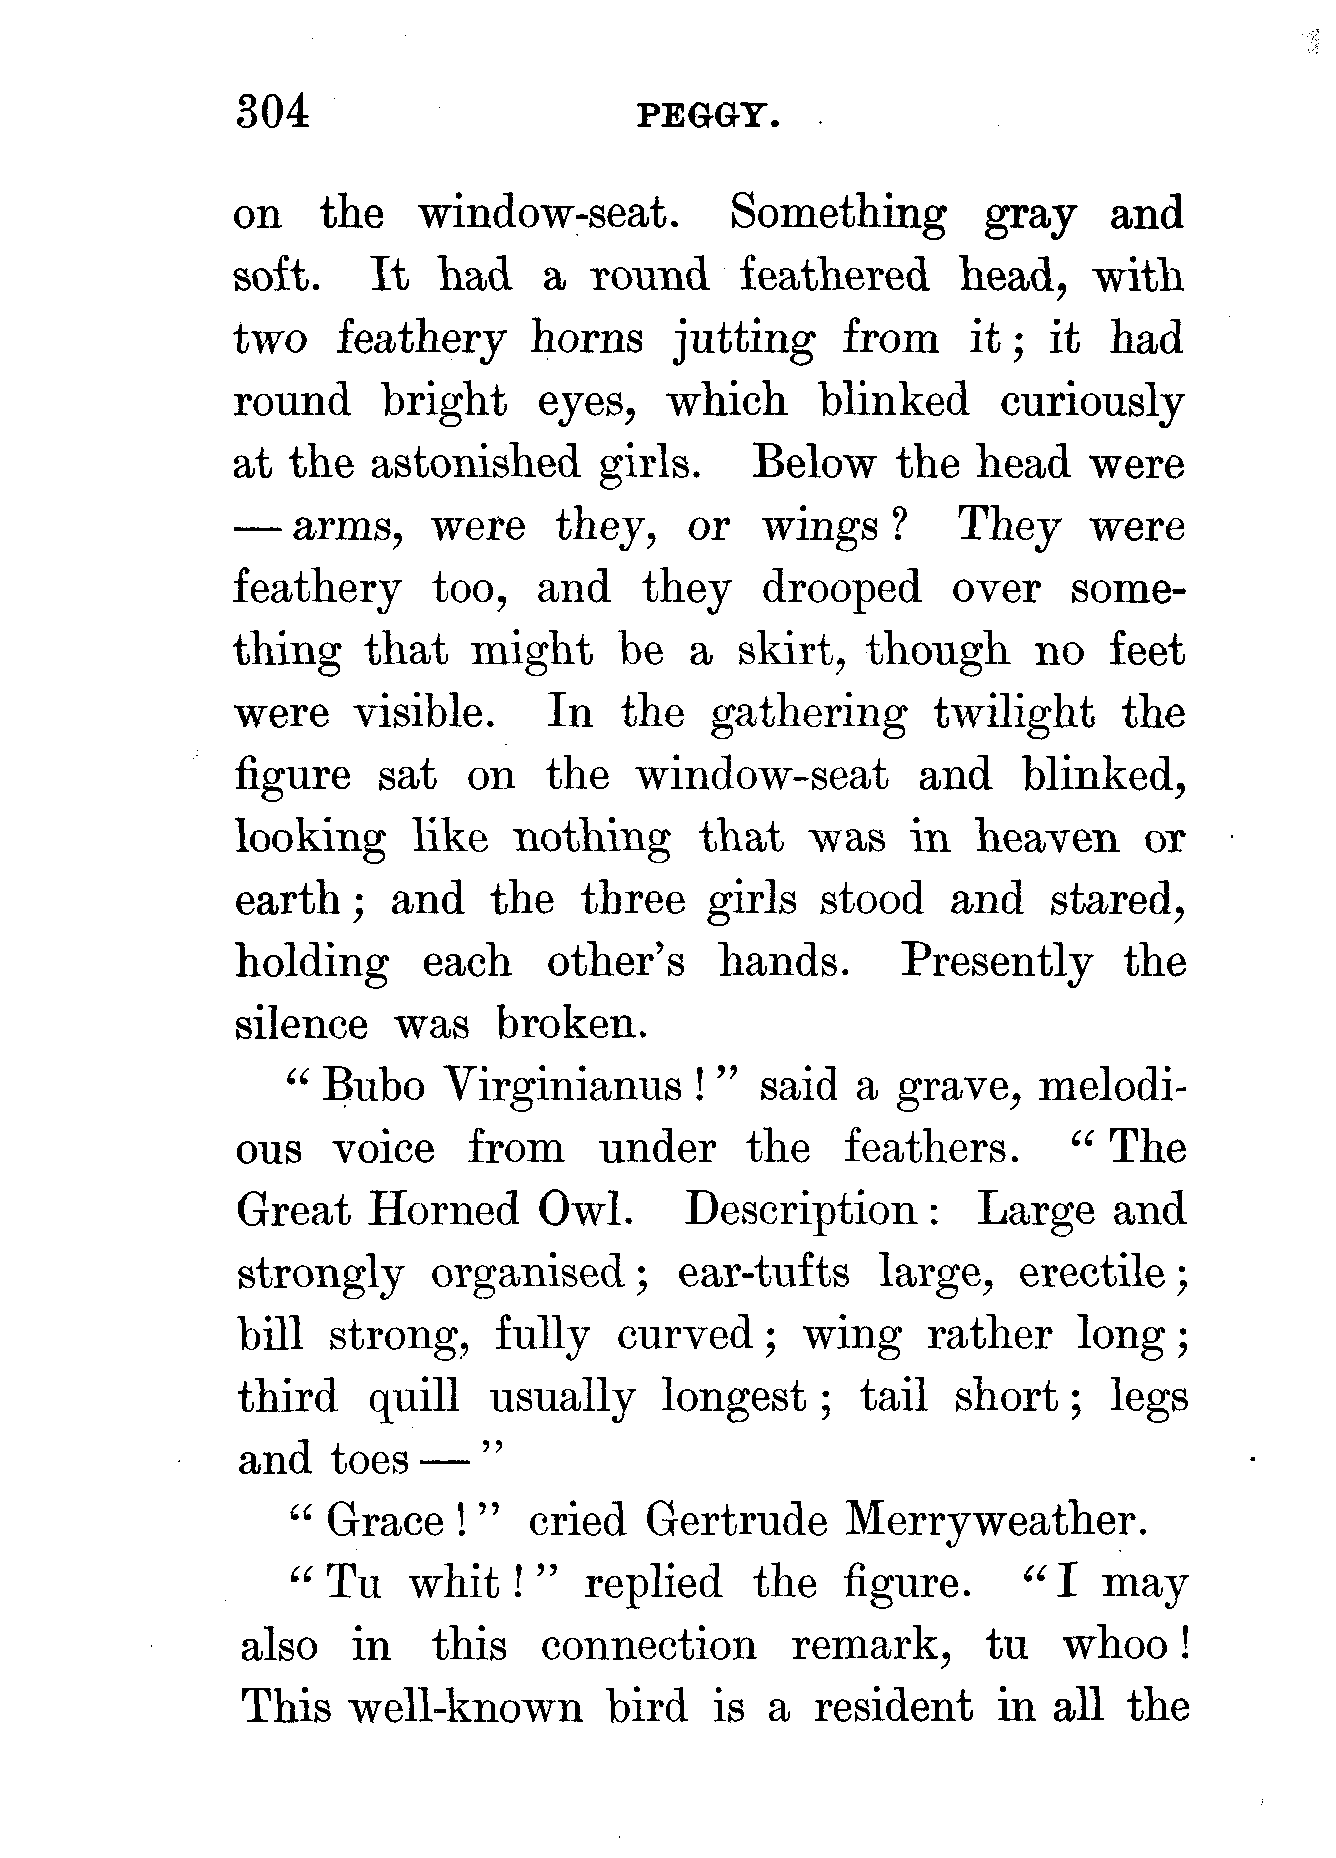 304 PEGGY.
on the window-seat. Something gray and
soft. It had a round feathered head, with
two feathery horns jutting from it; it had
round bright eyes, which blinked curiously
at the astonished girls. Below the head were
— arms, were they, or wings? They were
feathery too, and they drooped over some-
thing that might be a skirt, though no feet
were visible. In the gathering twilight the
figure sat on the window-seat and blinked,
looking like nothing that was in heaven or
earth; and the three girls stood and stared,
holding each other's hands. Presently the
silence was broken.
"Bubo Virginianus!" said a grave, melodi-
ous voice from under the feathers. "The
Great Horned Owl. Description: Large and
strongly organised; ear-tufts large, erectile;
bill strong, fully curved; wing rather long;
third quill usually longest; tail short; legs
and toes —"
"Grace!" cried Gertrude Merryweather.
"Tu whit!" replied the figure. "I may
also in this connection remark, tu whoo!
This well-known bird is a resident in all the